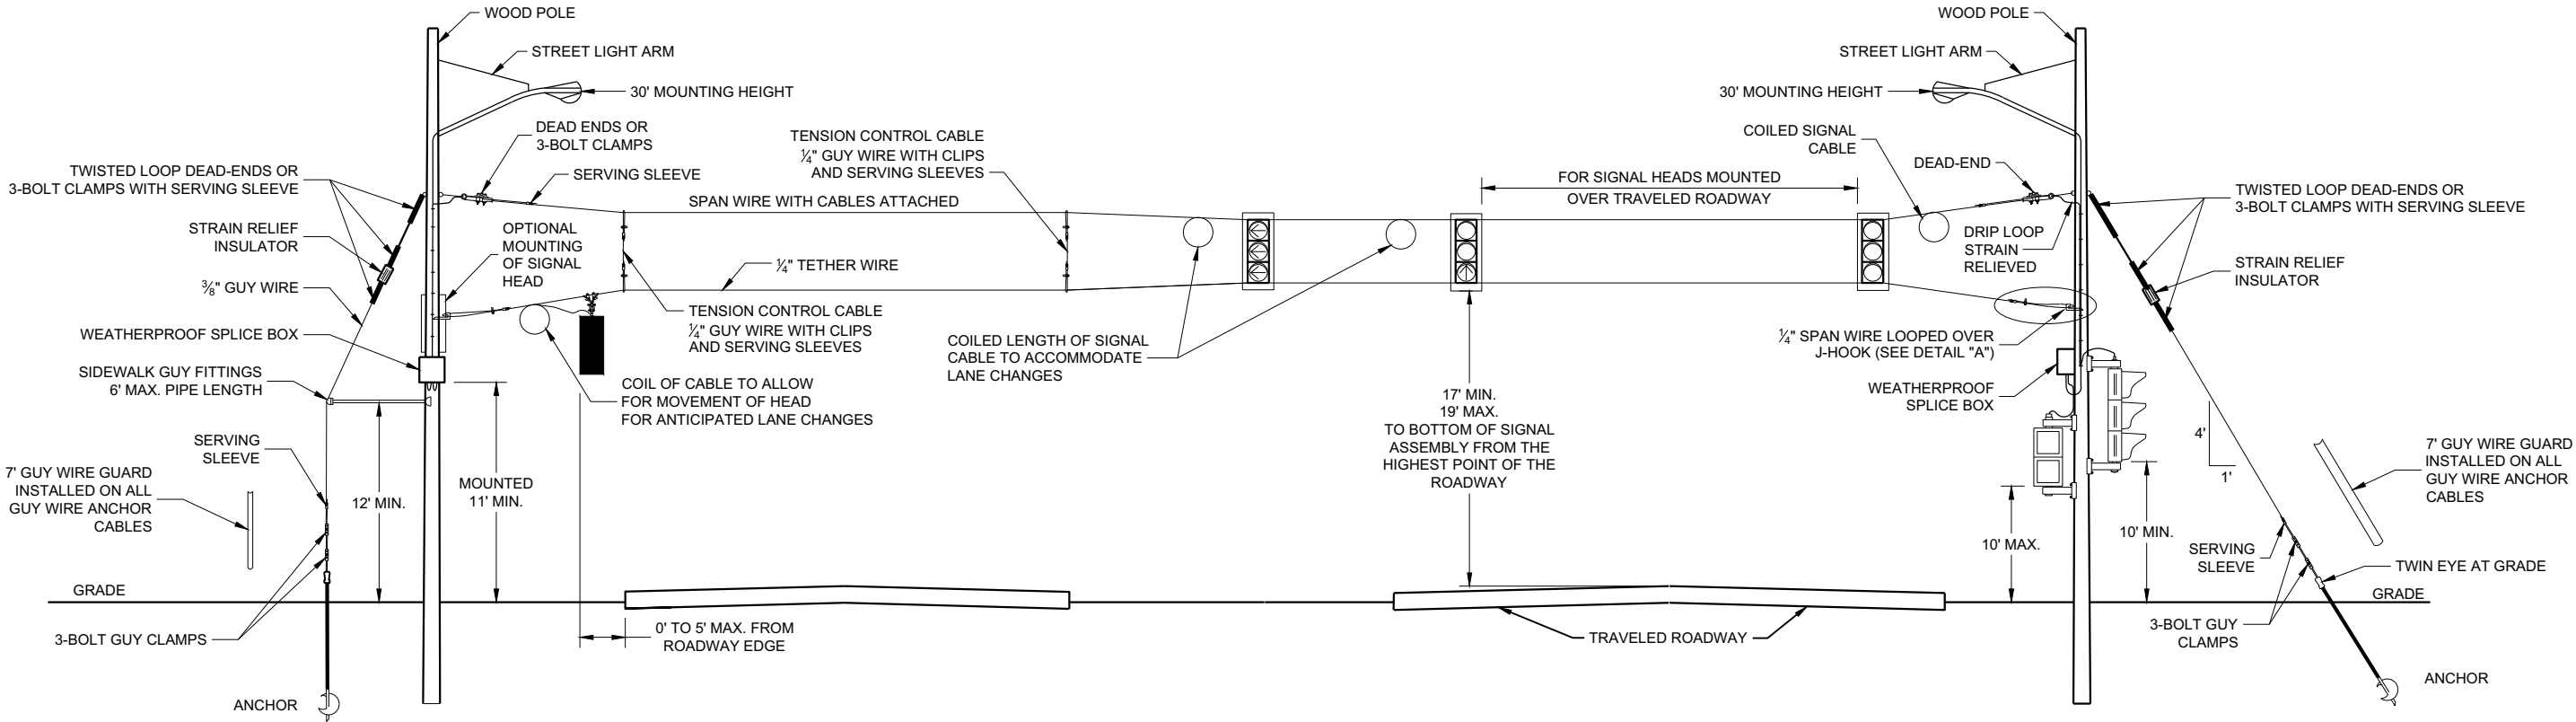 WOOD POLE
STREET LIGHT ARM
30' MOUNTING HEIGHT
DEAD ENDS OR
3-BOLT CLAMPS
SERVING SLEEVE
TWISTED LOOP DEAD-ENDS OR
3-BOLT CLAMPS WITH SERVING SLEEVE
STRAIN RELIEF
INSULATOR
3/8" GUY WIRE
WEATHERPROOF SPLICE BOX
SIDEWALK GUY FITTINGS
6' MAX. PIPE LENGTH
SERVING
SLEEVE
7' GUY WIRE GUARD
INSTALLED ON ALL
GUY WIRE ANCHOR
CABLES
12' MIN.
MOUNTED
11' MIN.
GRADE
3-BOLT GUY CLAMPS
ANCHOR
OPTIONAL
MOUNTING
OF SIGNAL
HEAD
SPAN WIRE WITH CABLES ATTACHED
TENSION CONTROL CABLE
1/4" GUY WIRE WITH CLIPS
AND SERVING SLEEVES
1/4" TETHER WIRE
TENSION CONTROL CABLE
1/4" GUY WIRE WITH CLIPS
AND SERVING SLEEVES
COIL OF CABLE TO ALLOW
FOR MOVEMENT OF HEAD
FOR ANTICIPATED LANE CHANGES
0' TO 5' MAX. FROM
ROADWAY EDGE
COILED LENGTH OF SIGNAL
CABLE TO ACCOMMODATE
LANE CHANGES
FOR SIGNAL HEADS MOUNTED
OVER TRAVELED ROADWAY
17' MIN.
19' MAX.
TO BOTTOM OF SIGNAL
ASSEMBLY FROM THE
HIGHEST POINT OF THE
ROADWAY
TRAVELED ROADWAY
WOOD POLE
STREET LIGHT ARM
30' MOUNTING HEIGHT
COILED SIGNAL
CABLE
DEAD-END
DRIP LOOP
STRAIN
RELIEVED
1/4" SPAN WIRE LOOPED OVER
J-HOOK (SEE DETAIL "A")
WEATHERPROOF
SPLICE BOX
10' MAX.
10' MIN.
TWISTED LOOP DEAD-ENDS OR
3-BOLT CLAMPS WITH SERVING SLEEVE
STRAIN RELIEF
INSULATOR
4'
1'
7' GUY WIRE GUARD
INSTALLED ON ALL
GUY WIRE ANCHOR
CABLES
SERVING
SLEEVE
TWIN EYE AT GRADE
GRADE
3-BOLT GUY
CLAMPS
ANCHOR